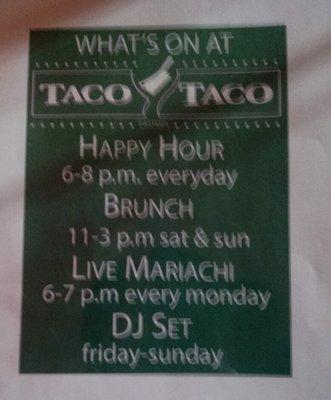 WHAT'S ON AT
TACO TACO
HAPPY HOUR
6-8 p.m. everyday
BRUNCH
11-3 p.m sat & sun
LIVE MARIACHI
6-7 p.m every monday
DJ SET
friday-sunday